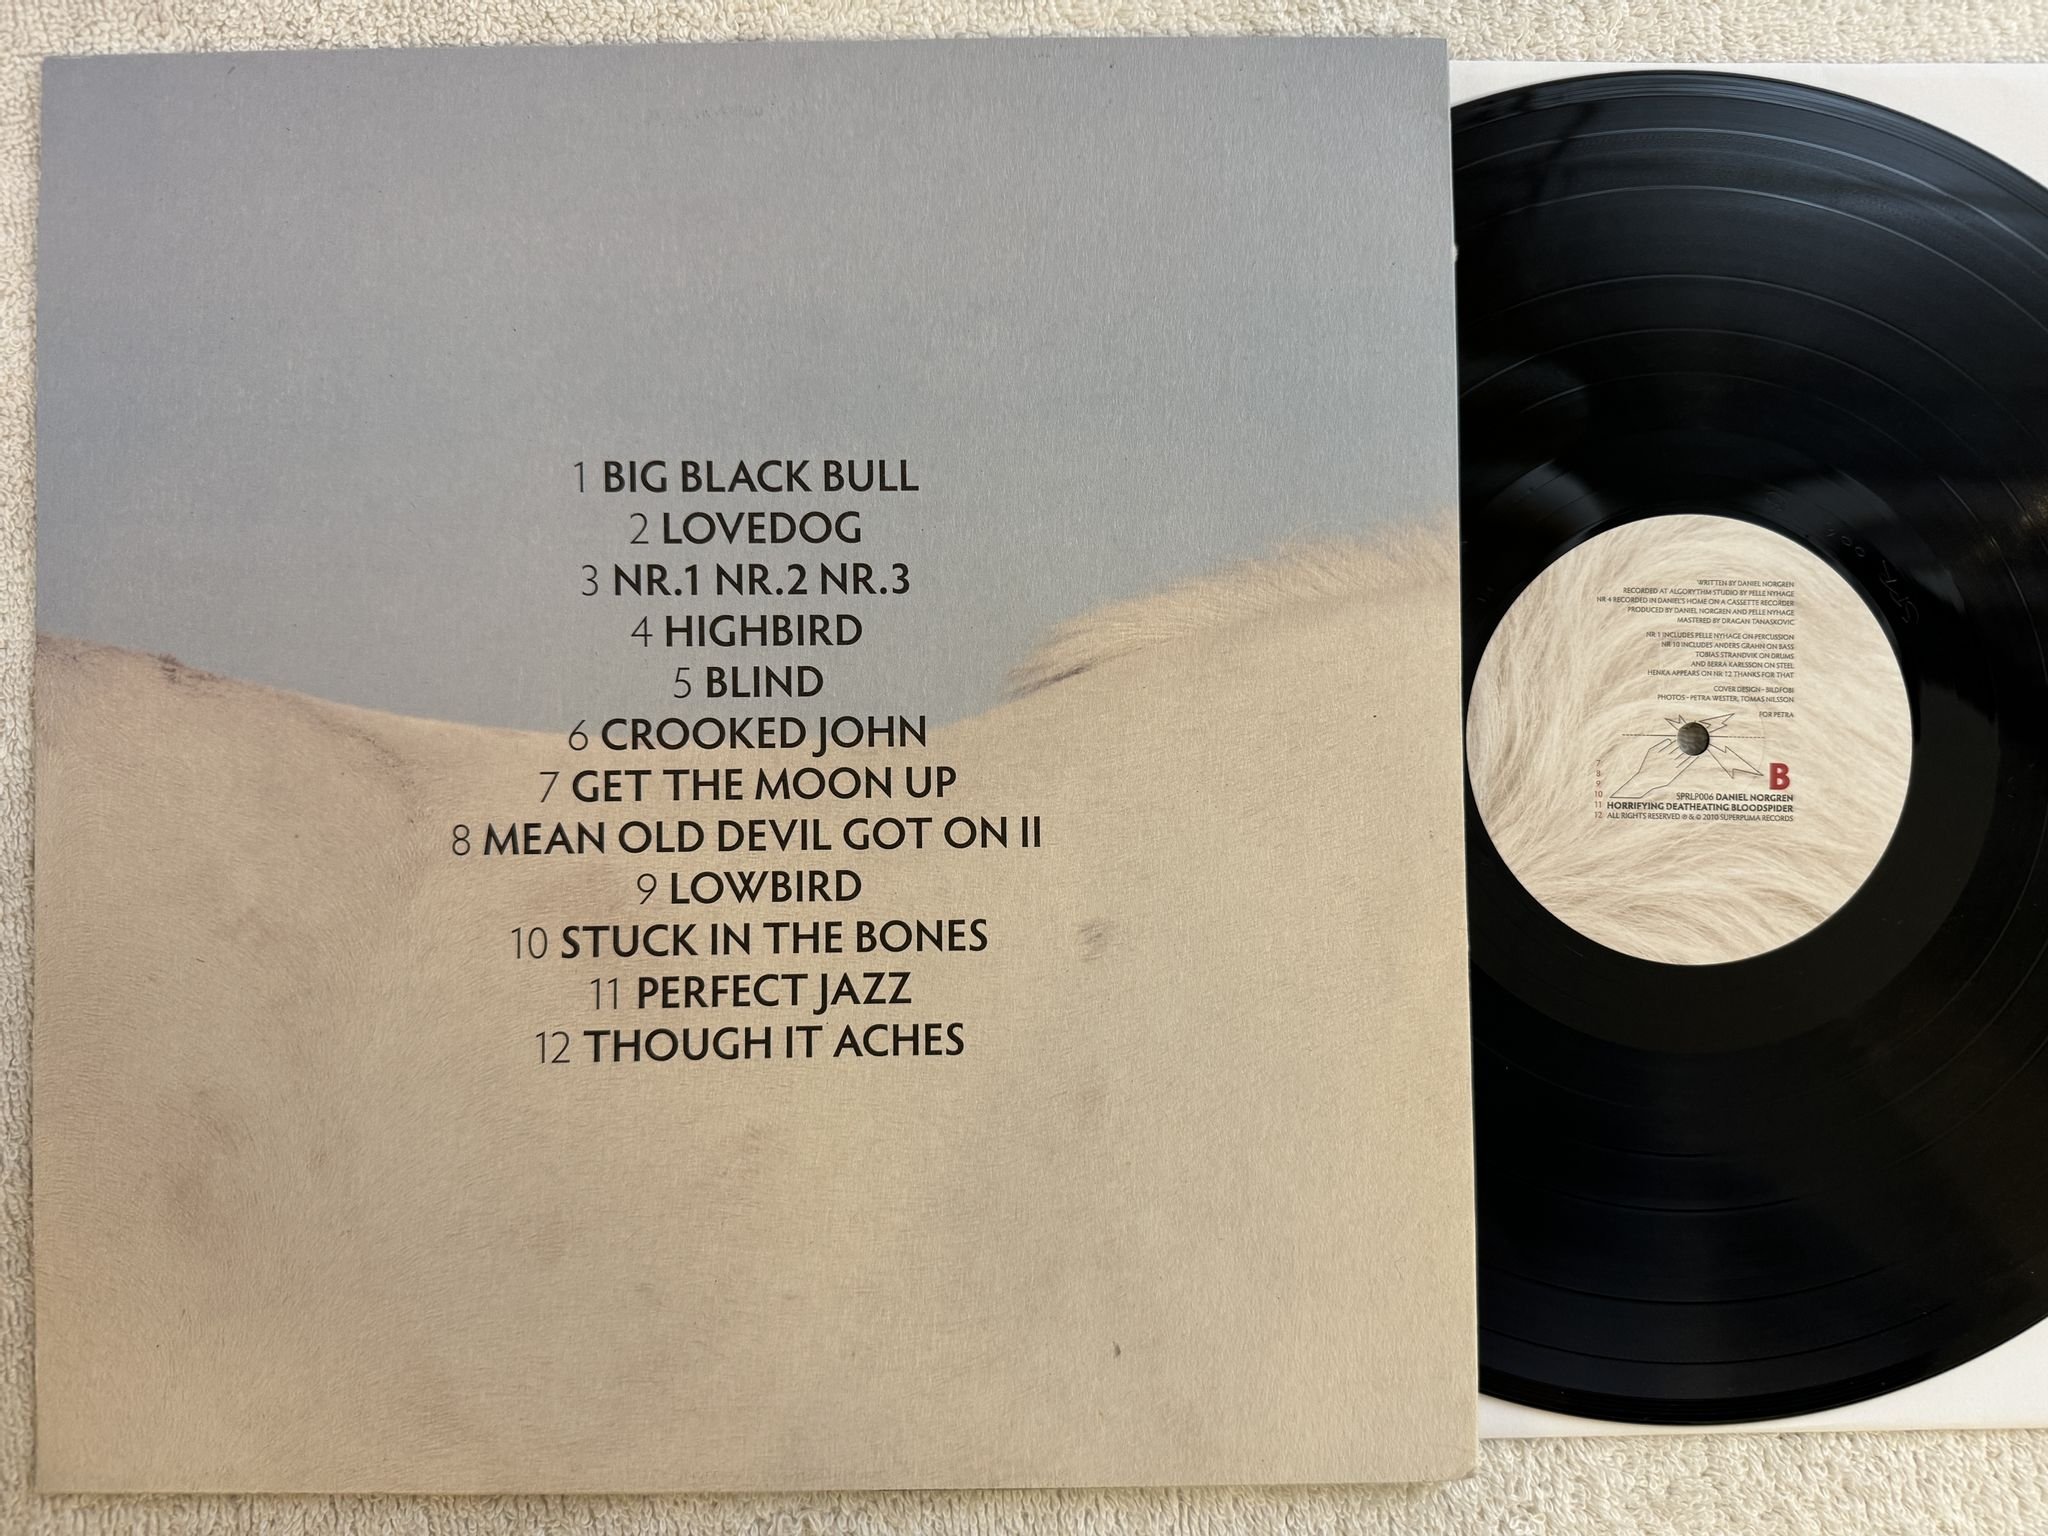 1 BIG BLACK BULL
2 LOVEDOG
3 NR.1 NR.2 NR.3
4 HIGHBIRD
5 BLIND
6 CROOKED JOHN
7 GET THE MOON UP
8 MEAN OLD DEVIL GOT ON II
9 LOWBIRD
10 STUCK IN THE BONES
11 PERFECT JAZZ
12 THOUGH IT ACHES
WRITTEN BY DANIEL NORGREN
RECORDED AT ALGORYTHM STUDIO BY PELLE NYHAGE
NR 4 RECORDED IN DANIEL'S HOME ON A CASSETTE RECORDER
PRODUCED BY DANIEL NORGREN AND PELLE NYHAGE
MASTERED BY DRAGAN TANASKOVIC
NR 1 INCLUDES PELLE NYHAGE ON PERCUSSION
NR 10 INCLUDES ANDERS GRAHN ON BASS
TOBIAS STRANDVIK ON DRUMS
AND BERRA KARLSSON ON STEEL
HENKA APPEARS ON NR 12 THANKS FOR THAT
COVER DESIGN - BILDFOBI
PHOTOS - PETRA WESTER, TOMAS NILSSON
FOR PETRA
7
8
9
10
11
12
B
SPRLP006 DANIEL NORGREN
HORRIFYING DEATHEATING BLOODSPIDER
ALL RIGHTS RESERVED ℗ & © 2010 SUPERPUMA RECORDS